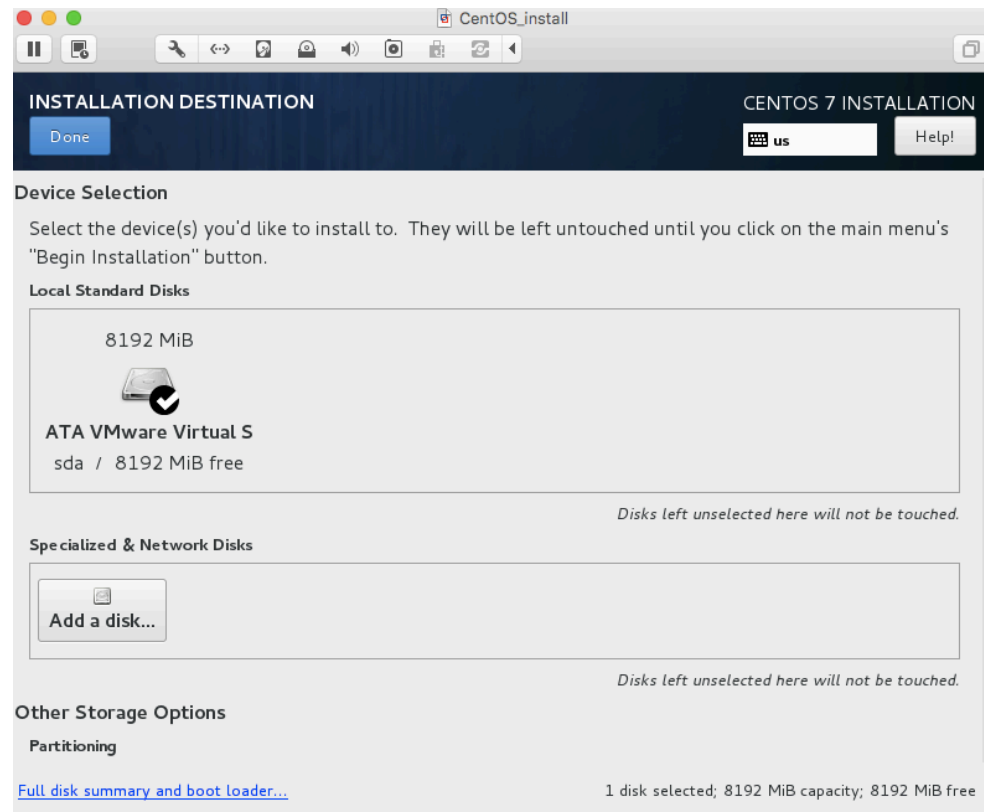 CentOS_install
INSTALLATION DESTINATION
CENTOS 7 INSTALLATION
Done
us
Help!
Device Selection
Select the device(s) you'd like to install to.  They will be left untouched until you click on the main menu's
"Begin Installation" button.
Local Standard Disks
8192 MiB
ATA VMware Virtual S
sda / 8192 MiB free
Disks left unselected here will not be touched.
Specialized & Network Disks
Add a disk...
Disks left unselected here will not be touched.
Other Storage Options
Partitioning
Full disk summary and boot loader...
1 disk selected; 8192 MiB capacity; 8192 MiB free